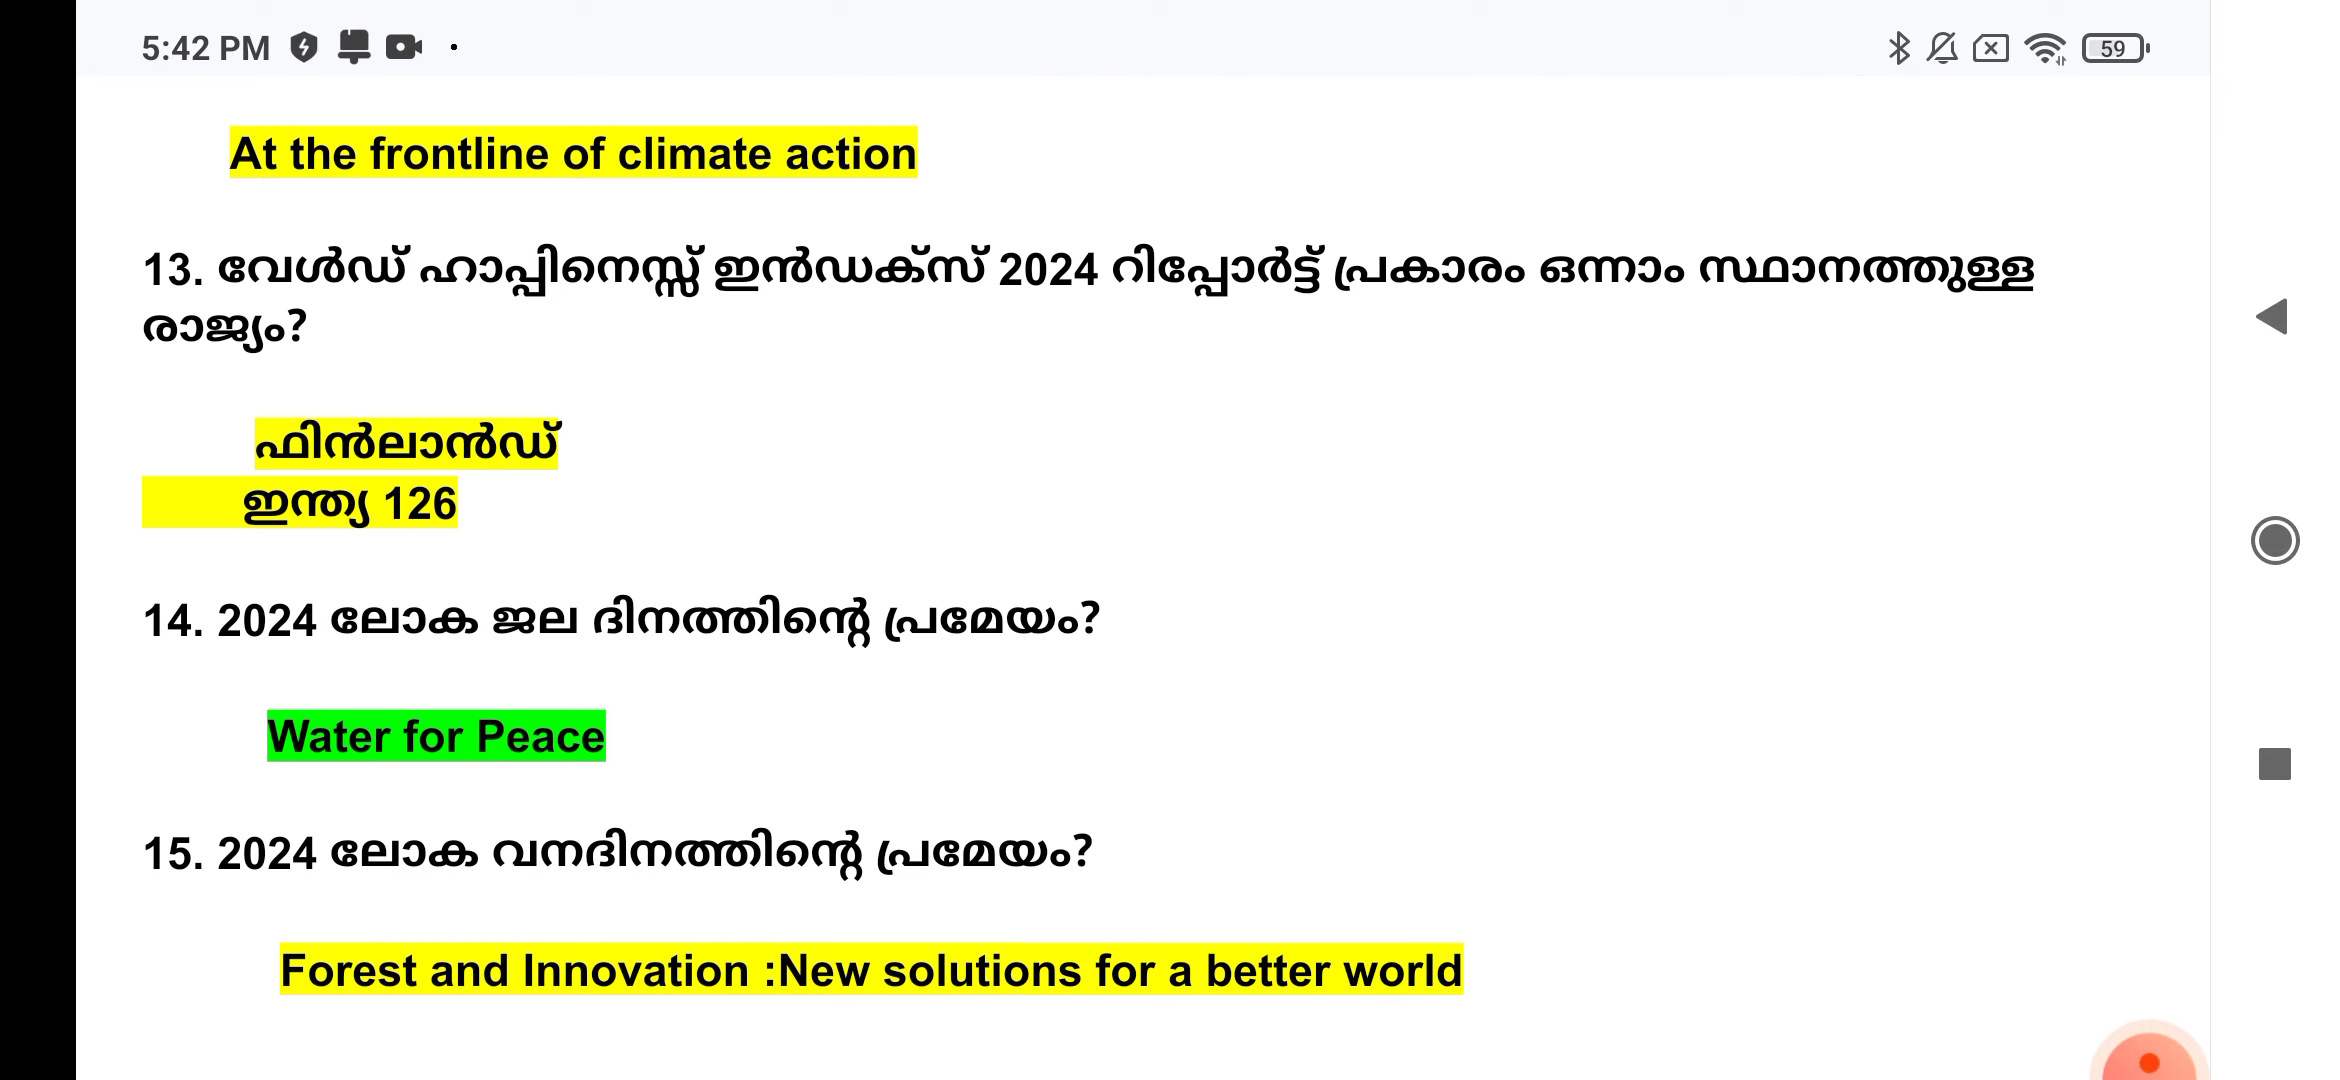 5:42 PM
59
At the frontline of climate action
13. വേൾഡ് ഹാപ്പിനെസ്സ് ഇൻഡക്സ് 2024 റിപ്പോർട്ട് പ്രകാരം ഒന്നാം സ്ഥാനത്തുള്ള
രാജ്യം?
ഫിൻലാൻഡ്
ഇന്ത്യ 126
14. 2024 ലോക ജല ദിനത്തിന്റെ പ്രമേയം?
Water for Peace
15. 2024 ലോക വനദിനത്തിന്റെ പ്രമേയം?
Forest and Innovation :New solutions for a better world